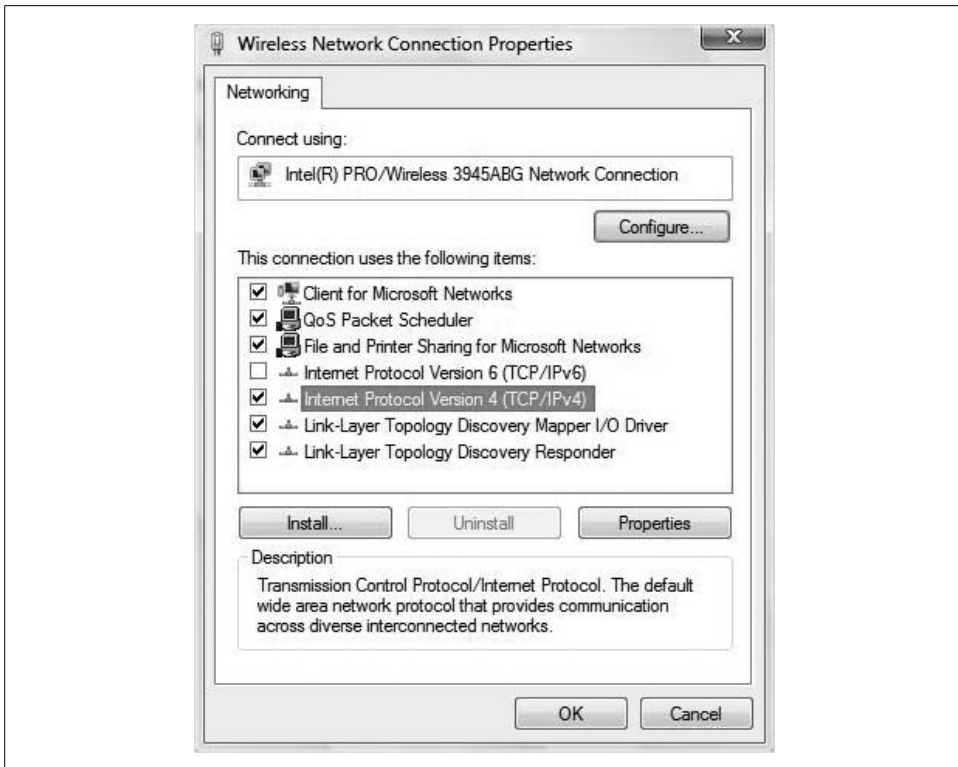 Wireless Network Connection Properties
X
Networking
Connect using:
Intel(R) PRO/Wireless 3945ABG Network Connection
Configure...
This connection uses the following items:
Client for Microsoft Networks
QoS Packet Scheduler
File and Printer Sharing for Microsoft Networks
Internet Protocol Version 6 (TCP/IPv6)
Internet Protocol Version 4 (TCP/IPv4)
Link-Layer Topology Discovery Mapper I/O Driver
Link-Layer Topology Discovery Responder
Install...
Uninstall
Properties
Description
Transmission Control Protocol/Internet Protocol. The default
wide area network protocol that provides communication
across diverse interconnected networks.
OK
Cancel